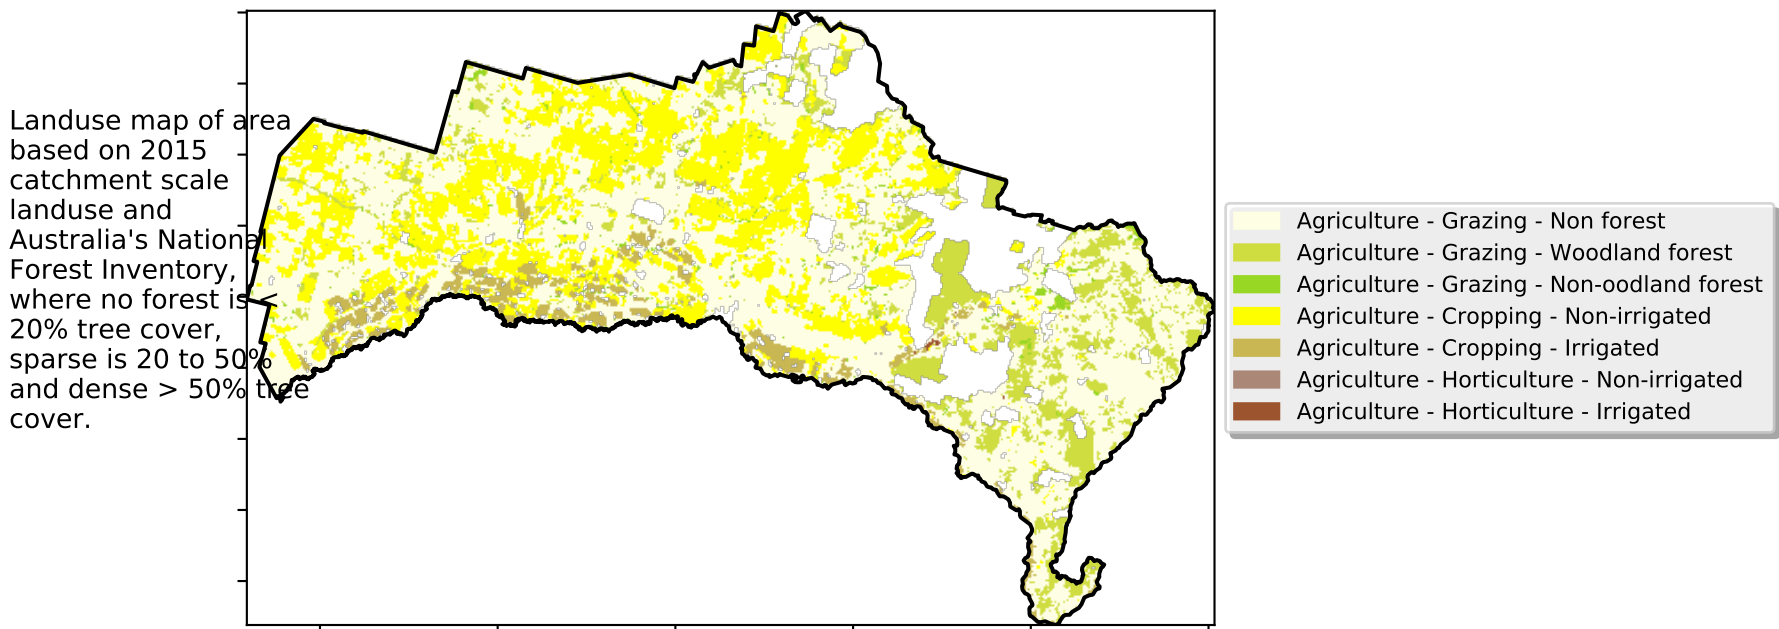 Landuse map of area
based on 2015
catchment scale
landuse and
Australia's National
Forest Inventory,
where no forest is <
20% tree cover,
sparse is 20 to 50%
and dense > 50% tree
cover.
Agriculture - Grazing - Non forest
Agriculture - Grazing - Woodland forest
Agriculture - Grazing - Non-oodland forest
Agriculture - Cropping - Non-irrigated
Agriculture - Cropping - Irrigated
Agriculture - Horticulture - Non-irrigated
Agriculture - Horticulture - Irrigated